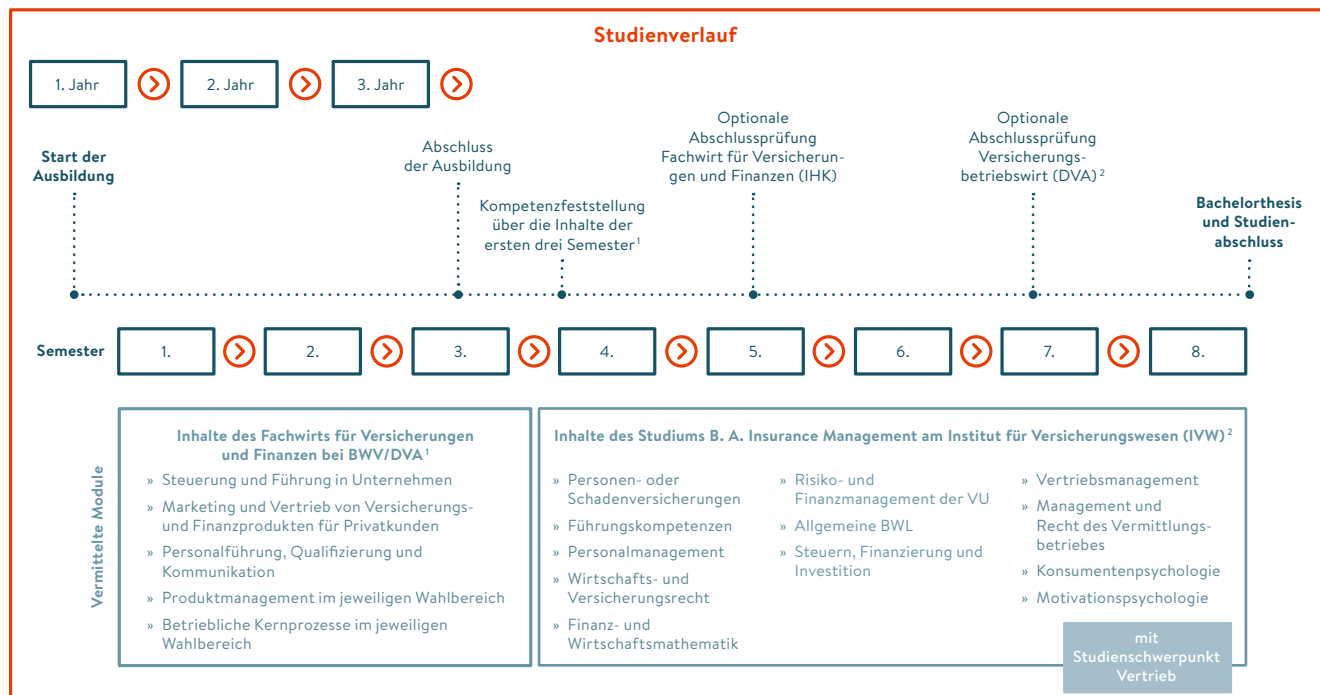 Studienverlauf
1. Jahr
2. Jahr
3. Jahr
Start der
Ausbildung
Abschluss
der Ausbildung
Kompetenzfeststellung
über die Inhalte der
ersten drei Semester¹
Optionale
Abschlussprüfung
Fachwirt für Versicherun-
gen und Finanzen (IHK)
Optionale
Abschlussprüfung
Versicherungs-
betriebswirt (DVA)²
Bachelorthesis
und Studien-
abschluss
Semester
1.
2.
3.
4.
5.
6.
7.
8.
Vermittelte Module
Inhalte des Fachwirts für Versicherungen
und Finanzen bei BWV/DVA¹
» Steuerung und Führung in Unternehmen
» Marketing und Vertrieb von Versicherungs-
und Finanzprodukten für Privatkunden
» Personalführung, Qualifizierung und
Kommunikation
» Produktmanagement im jeweiligen Wahlbereich
» Betriebliche Kernprozesse im jeweiligen
Wahlbereich
Inhalte des Studiums B. A. Insurance Management am Institut für Versicherungswesen (IVW)²
» Personen- oder
Schadenversicherungen
» Führungskompetenzen
» Personalmanagement
» Wirtschafts- und
Versicherungsrecht
» Finanz- und
Wirtschaftsmathematik
» Risiko- und
Finanzmanagement der VU
» Allgemeine BWL
» Steuern, Finanzierung und
Investition
» Vertriebsmanagement
» Management und
Recht des Vermittlungs-
betriebes
» Konsumentenpsychologie
» Motivationspsychologie
mit
Studienschwerpunkt
Vertrieb